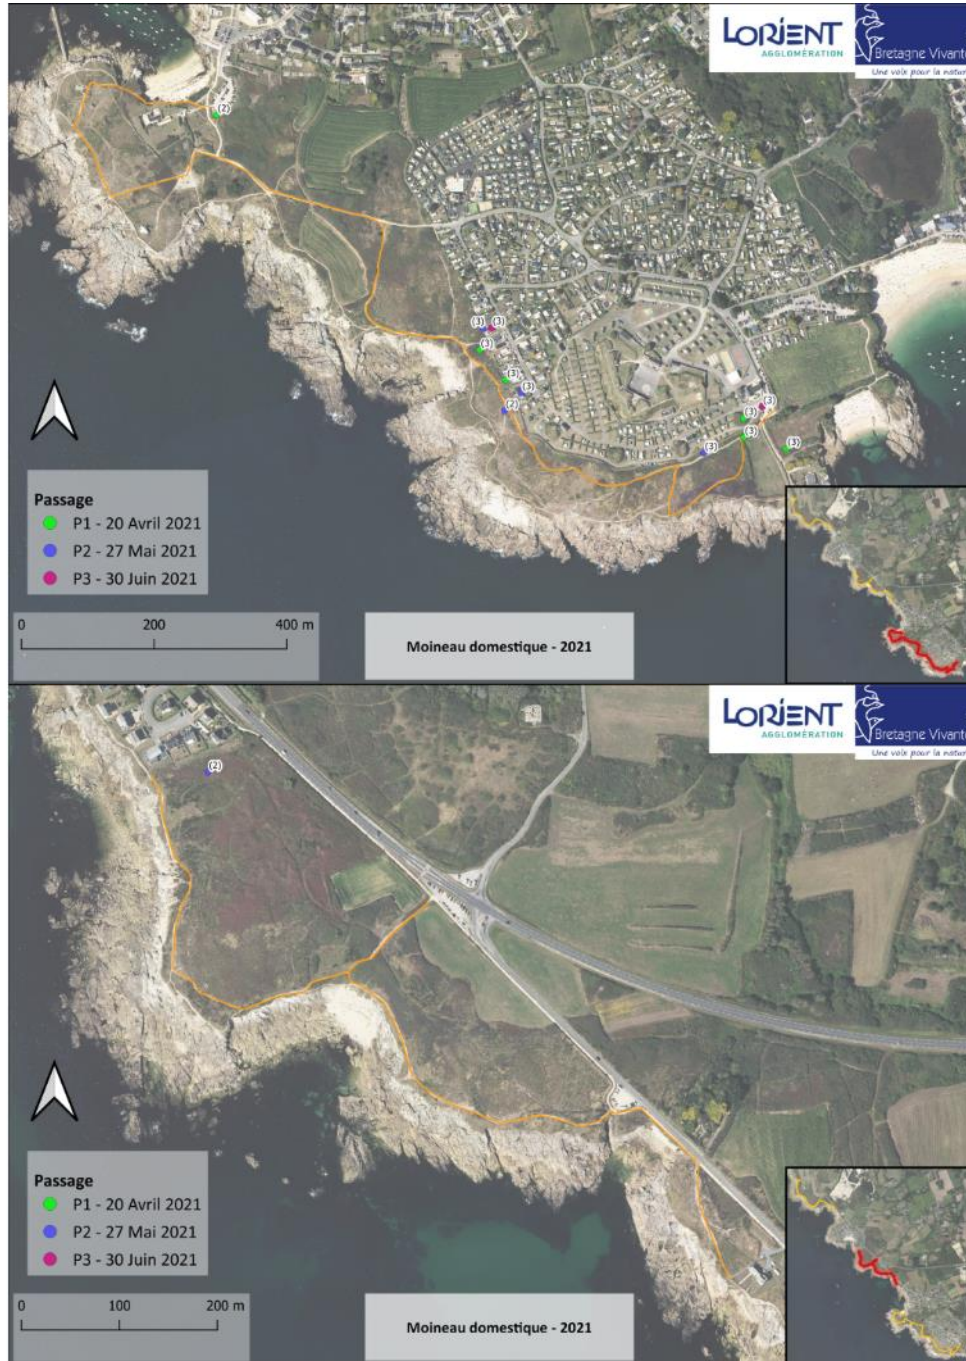 LORIENT
AGGLOMÉRATION
Bretagne Vivante
Une voix pour la nature
(2)
(3)
(3)
(3)
(3)
(3)
(2)
(3)
(3)
(3)
(3)
(3)
Passage
P1 - 20 Avril 2021
P2 - 27 Mai 2021
P3 - 30 Juin 2021
0 200 400 m
Moineau domestique - 2021
LORIENT
AGGLOMÉRATION
Bretagne Vivante
Une voix pour la nature
(2)
Passage
P1 - 20 Avril 2021
P2 - 27 Mai 2021
P3 - 30 Juin 2021
0 100 200 m
Moineau domestique - 2021